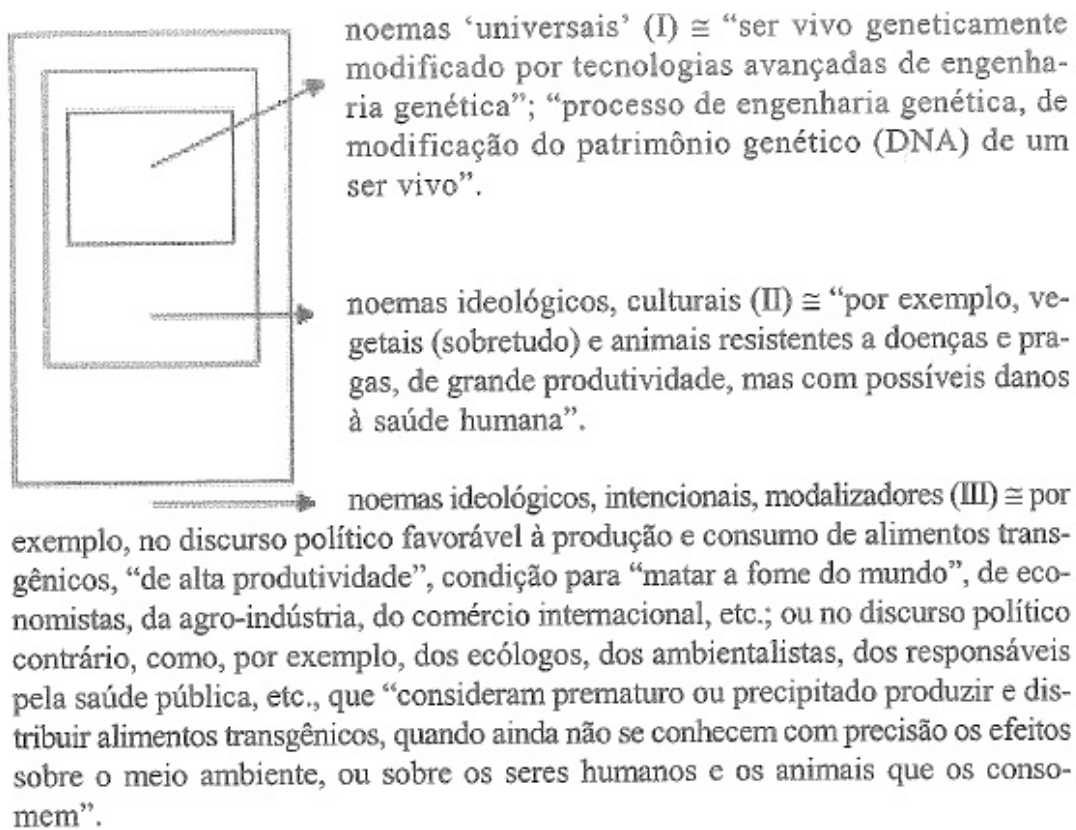 noemas ‘universais’ (I) ≅ “ser vivo geneticamente
modificado por tecnologias avançadas de engenha-
ria genética”; “processo de engenharia genética, de
modificação do patrimônio genético (DNA) de um
ser vivo”.
noemas ideológicos, culturais (II) ≅ “por exemplo, ve-
getais (sobretudo) e animais resistentes a doenças e pra-
gas, de grande produtividade, mas com possíveis danos
à saúde humana”.
noemas ideológicos, intencionais, modalizadores (III) ≅ por
exemplo, no discurso político favorável à produção e consumo de alimentos trans-
gênicos, “de alta produtividade”, condição para “matar a fome do mundo”, de eco-
nomistas, da agro-indústria, do comércio internacional, etc.; ou no discurso político
contrário, como, por exemplo, dos ecólogos, dos ambientalistas, dos responsáveis
pela saúde pública, etc., que “consideram prematuro ou precipitado produzir e dis-
tribuir alimentos transgênicos, quando ainda não se conhecem com precisão os efeitos
sobre o meio ambiente, ou sobre os seres humanos e os animais que os conso-
mem”.